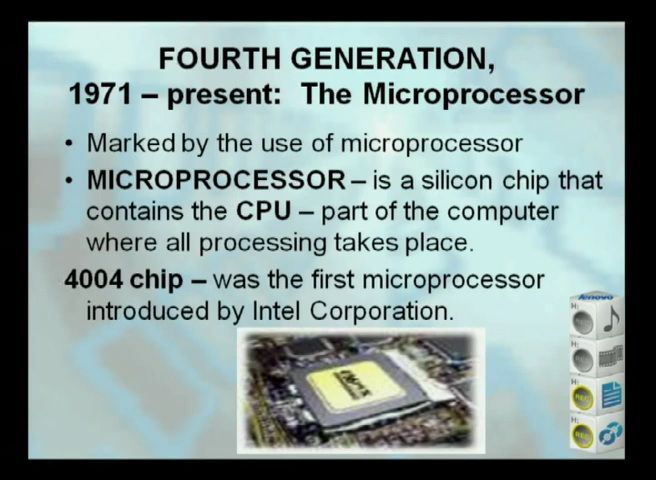 FOURTH GENERATION,
1971 – present: The Microprocessor
• Marked by the use of microprocessor
• MICROPROCESSOR – is a silicon chip that
contains the CPU – part of the computer
where all processing takes place.
4004 chip – was the first microprocessor
introduced by Intel Corporation.
lenovo